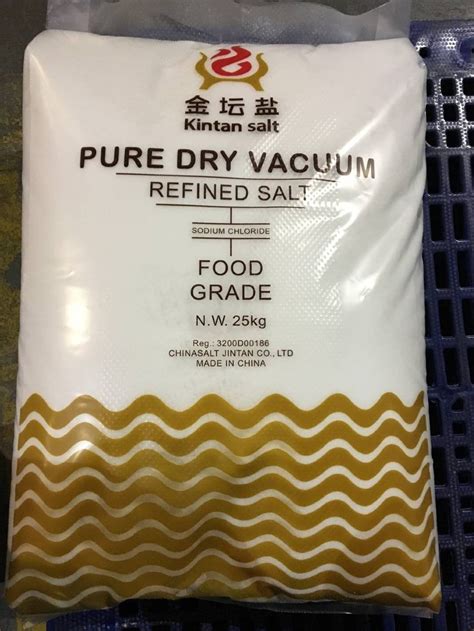 金坛盐
Kintan salt
PURE DRY VACUUM
REFINED SALT
SODIUM CHLORIDE
FOOD
GRADE
N.W. 25kg
Reg.: 3200D00186
CHINASALT JINTAN CO., LTD
MADE IN CHINA